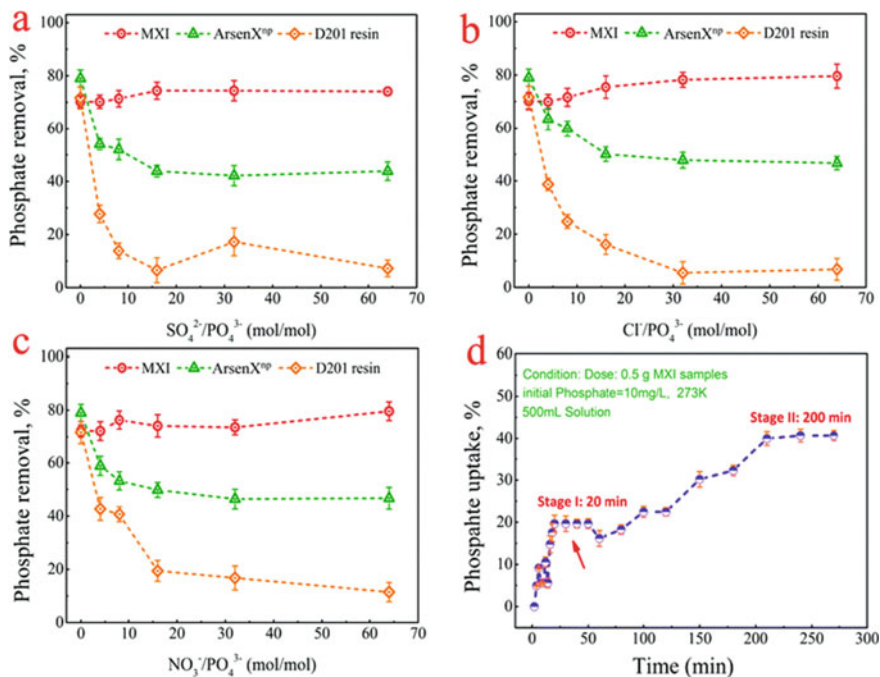 a
100
80
60
40
20
0
Phosphate removal, %
MXI ArsenXⁿᵖ D201 resin
0 10 20 30 40 50 60 70
SO₄²⁻/PO₄³⁻ (mol/mol)
b
100
80
60
40
20
0
Phosphate removal, %
MXI ArsenXⁿᵖ D201 resin
0 10 20 30 40 50 60 70
Cl⁻/PO₄³⁻ (mol/mol)
c
100
80
60
40
20
0
Phosphate removal, %
MXI ArsenXⁿᵖ D201 resin
0 10 20 30 40 50 60 70
NO₃⁻/PO₄³⁻ (mol/mol)
d
60
50
40
30
20
10
0
Phospahte uptake, %
Condition: Dose: 0.5 g MXI samples
initial Phosphate=10mg/L, 273K
500mL Solution
Stage II: 200 min
Stage I: 20 min
0 50 100 150 200 250 300
Time (min)